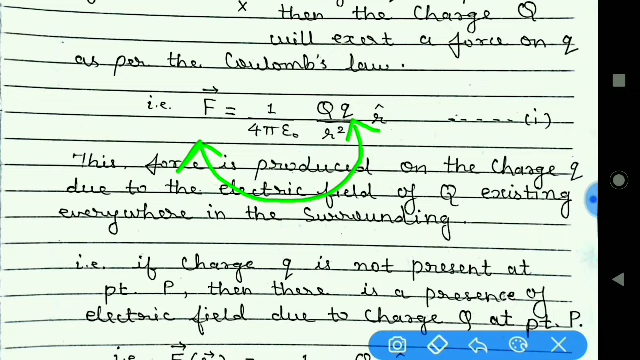 x then the Charge Q
will exert a force on q
as per the Coulomb's law.
i.e. F⃗ = 1/4πε₀ Qq/r² r̂ ------(i)
This force is produced on the Charge q
due to the electric field of Q existing
everywhere in the Surrounding.
i.e. if Charge q is not present at
pt. P, then there is a presence of
electric field due to Charge Q at pt. P.